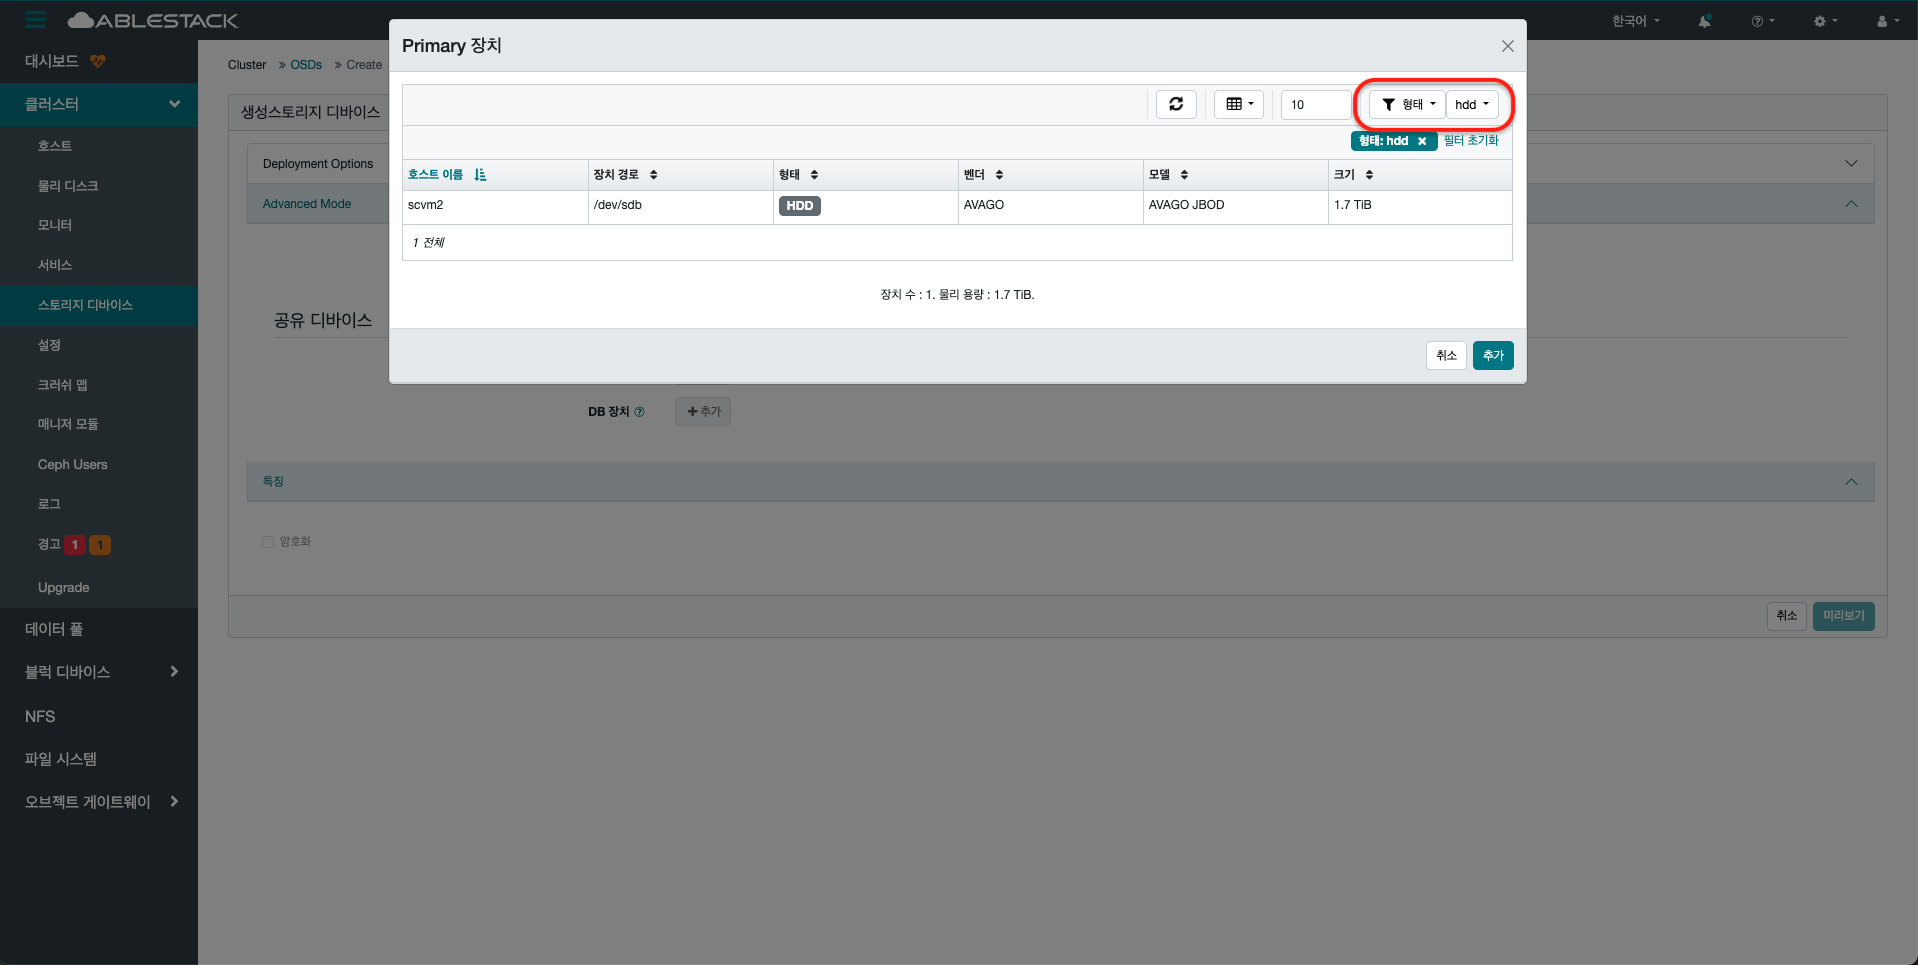 ABLESTACK
한국어
대시보드
클러스터
호스트
물리 디스크
모니터
서비스
스토리지 디바이스
설정
크러쉬 맵
매니저 모듈
Ceph Users
로그
경고 1 1
Upgrade
데이터 풀
블럭 디바이스
NFS
파일 시스템
오브젝트 게이트웨이
Cluster » OSDs » Create
생성스토리지 디바이스
Deployment Options
Advanced Mode
공유 디바이스
Primary 장치
10 형태 hdd
형태: hdd 필터 초기화
호스트 이름 장치 경로 형태 벤더 모델 크기
scvm2 /dev/sdb HDD AVAGO AVAGO JBOD 1.7 TiB
1 전체
장치 수 : 1. 물리 용량 : 1.7 TiB.
취소 추가
DB 장치 추가
특징
암호화
취소 미리보기